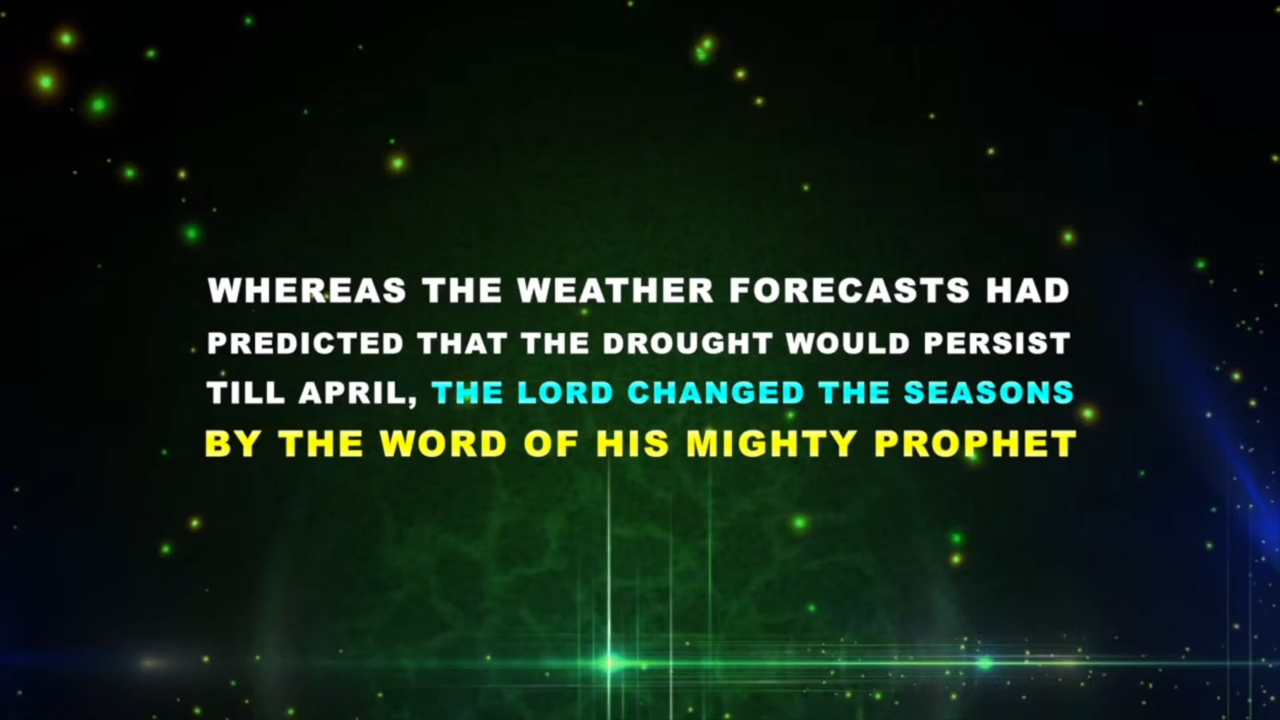 WHEREAS THE WEATHER FORECASTS HAD
PREDICTED THAT THE DROUGHT WOULD PERSIST
TILL APRIL, THE LORD CHANGED THE SEASONS
BY THE WORD OF HIS MIGHTY PROPHET